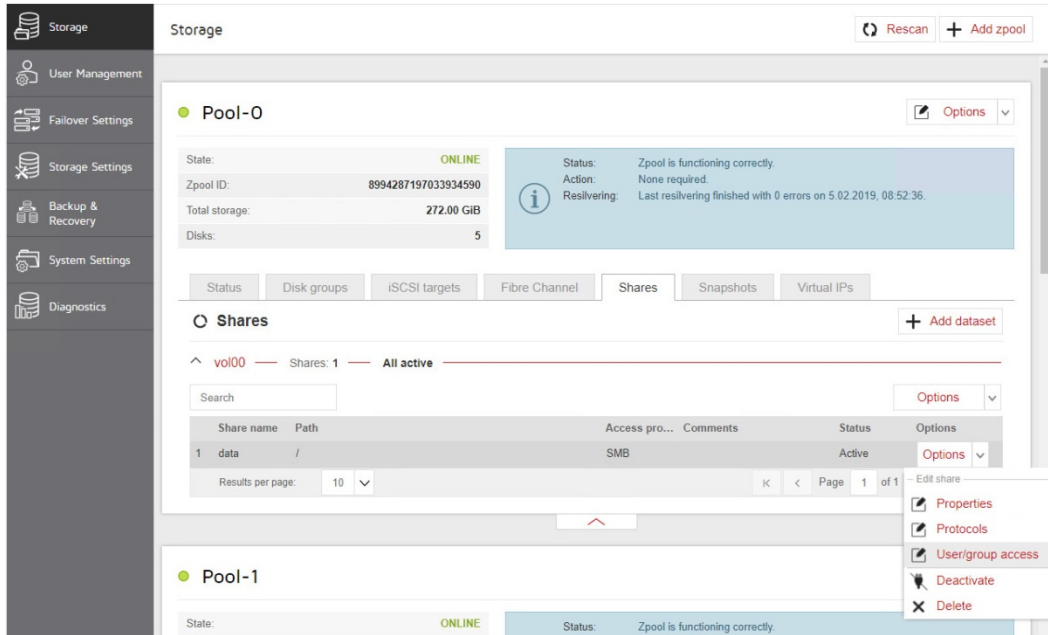 Storage
User Management
Failover Settings
Storage Settings
Backup &
Recovery
System Settings
Diagnostics
Storage
Rescan
Add zpool
Pool-0
Options
State: ONLINE
Zpool ID: 8994287197033934590
Total storage: 272.00 GiB
Disks: 5
Status: Zpool is functioning correctly.
Action: None required.
Resilvering: Last resilvering finished with 0 errors on 5.02.2019, 08:52:36.
Status Disk groups iSCSI targets Fibre Channel Shares Snapshots Virtual IPs
Shares
Add dataset
vol00 Shares: 1 All active
Search
Options
Share name Path Access pro... Comments Status Options
1 data / SMB Active Options
Results per page: 10 Page 1 of 1
Edit share
Properties
Protocols
User/group access
Deactivate
Delete
Pool-1
State: ONLINE
Status: Zpool is functioning correctly.